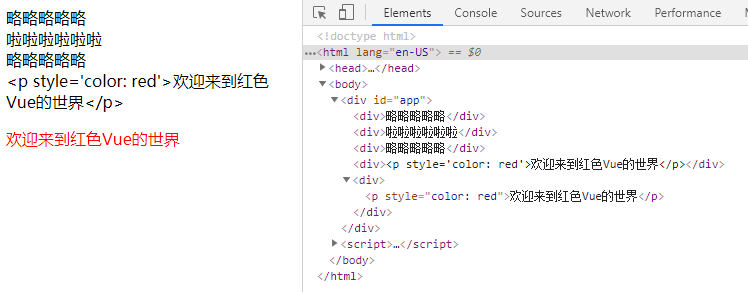 略略略略略
啦啦啦啦啦啦
略略略略略
<p style='color: red'>欢迎来到红色
Vue的世界</p>
欢迎来到红色Vue的世界
Elements Console Sources Network Performance
<!doctype html>
…<html lang="en-US"> == $0
<head>…</head>
<body>
<div id="app">
<div>略略略略略</div>
<div>啦啦啦啦啦啦</div>
<div>略略略略略</div>
<div><p style='color: red'>欢迎来到红色Vue的世界</p></div>
<div>
<p style="color: red">欢迎来到红色Vue的世界</p>
</div>
</div>
<script>…</script>
</body>
</html>